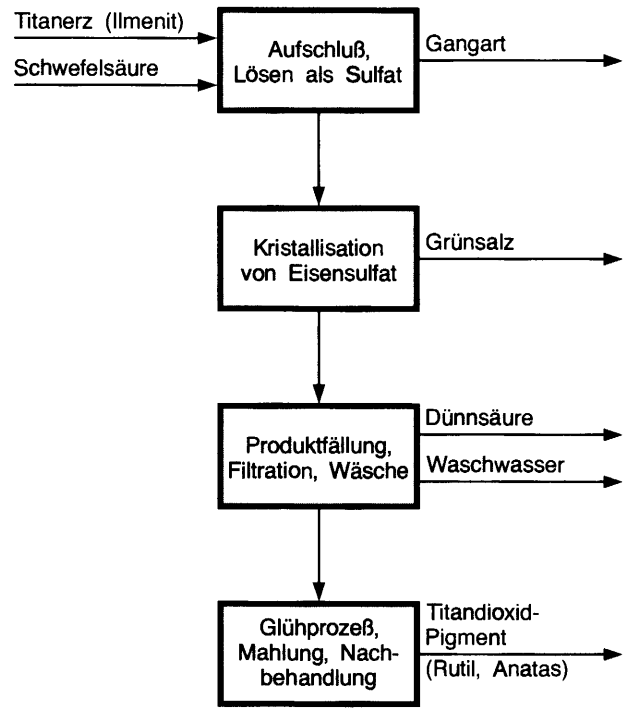 Titanerz (Ilmenit)
Schwefelsäure
Aufschluß,
Lösen als Sulfat
Gangart
Kristallisation
von Eisensulfat
Grünsalz
Produktfällung,
Filtration, Wäsche
Dünnsäure
Waschwasser
Glühprozeß,
Mahlung, Nach-
behandlung
Titandioxid-
Pigment
(Rutil, Anatas)